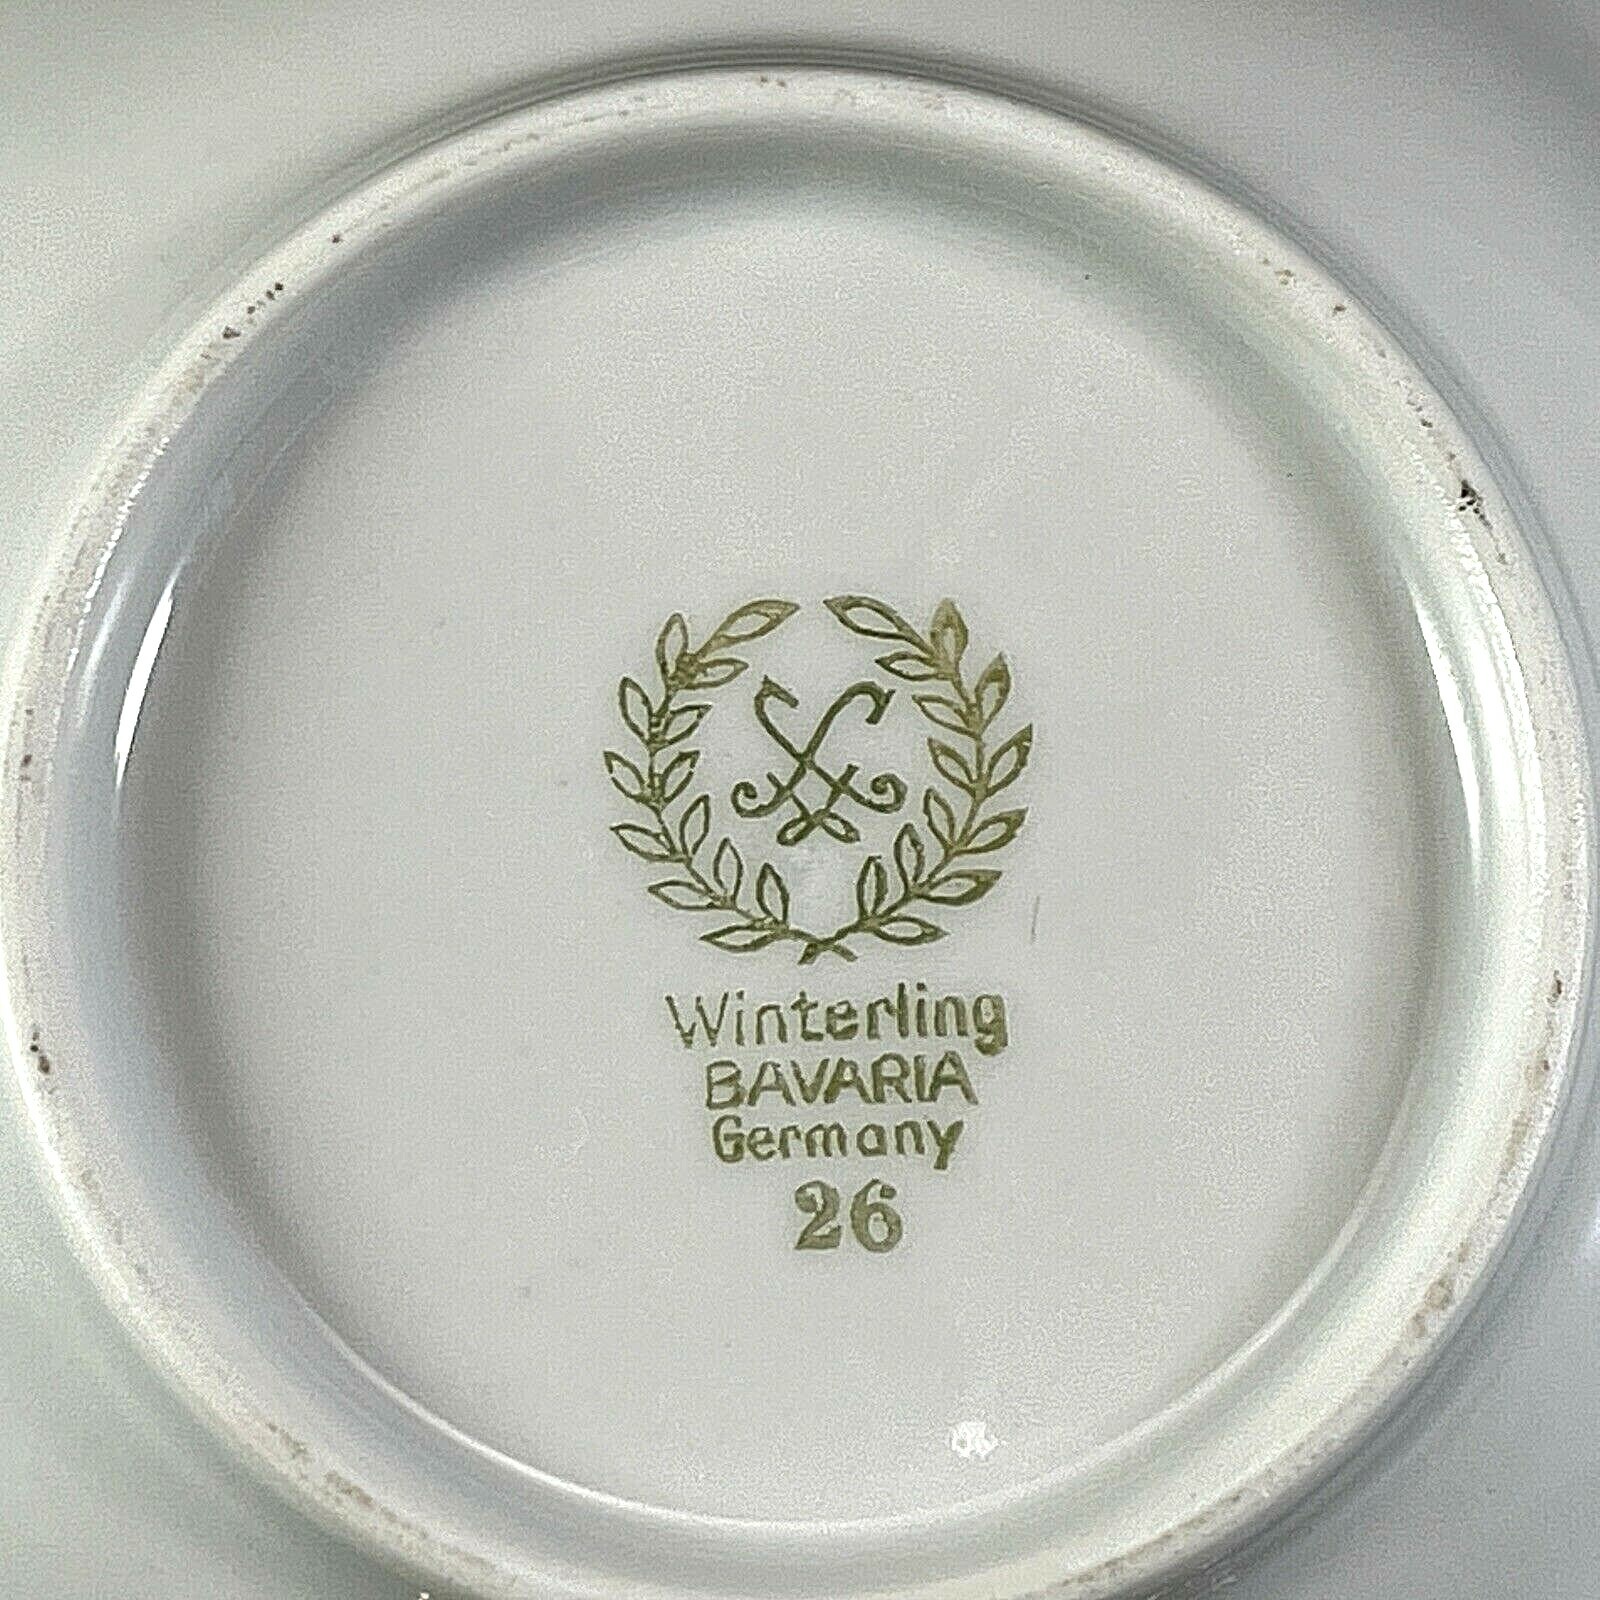 Winterling
BAVARIA
Germany
26